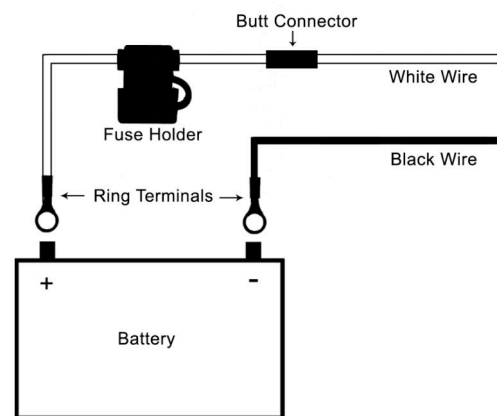 Butt Connector
White Wire
Fuse Holder
Black Wire
Ring Terminals
+
-
Battery